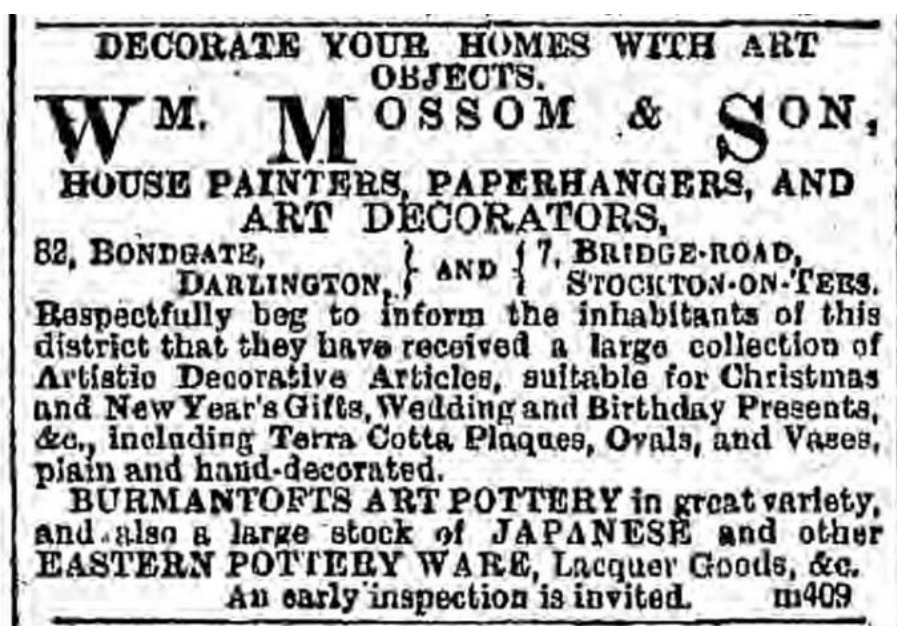 DECORATE YOUR HOMES WITH ART
OBJECTS.
WM. MOSSOM & SON,
HOUSE PAINTERS, PAPERHANGERS, AND
ART DECORATORS,
82, BONDGATE, } AND { 7, BRIDGE-ROAD,
DARLINGTON, } { STOCKTON-ON-TEES.
Respectfully beg to inform the inhabitants of this
district that they have received a large collection of
Artistic Decorative Articles, suitable for Christmas
and New Year's Gifts, Wedding and Birthday Presents,
&c., including Terra Cotta Plaques, Ovals, and Vases,
plain and hand-decorated.
BURMANTOFTS ART POTTERY in great variety,
and also a large stock of JAPANESE and other
EASTERN POTTERY WARE, Lacquer Goods, &c.
An early inspection is invited. m409